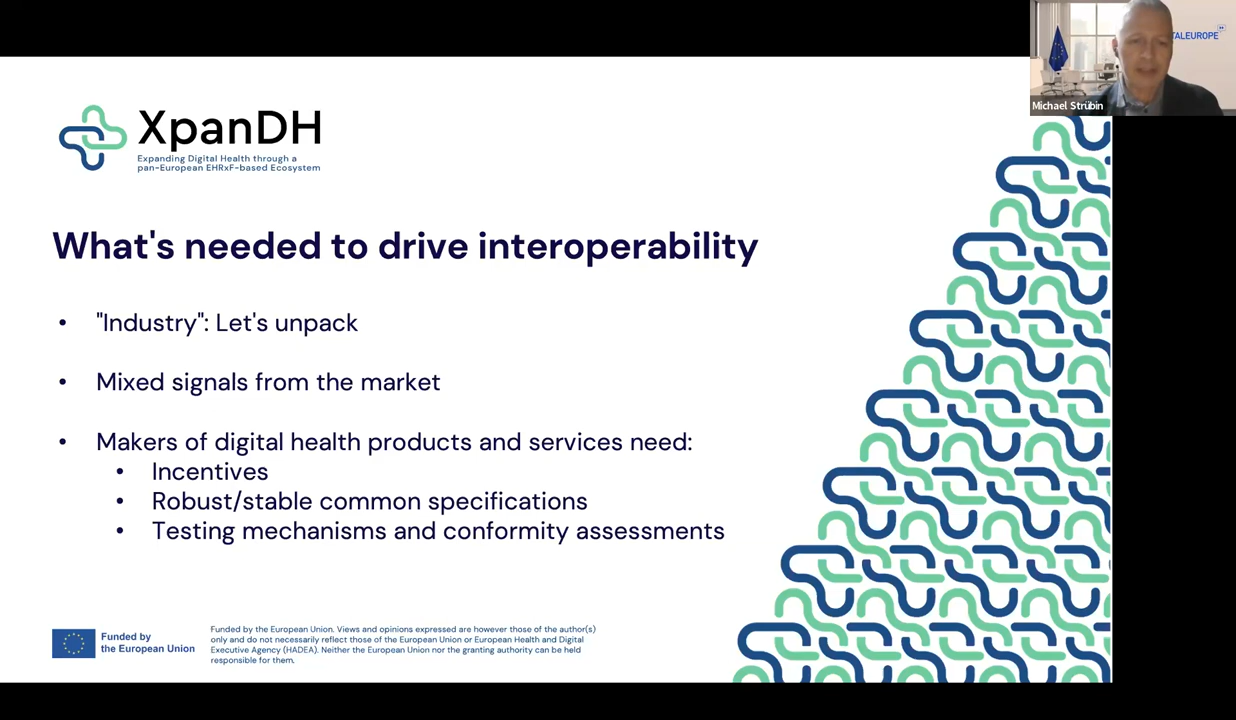 TALEUROPE
Michael Strübin
XpanDH
Expanding Digital Health through a
pan-European EHRxF-based Ecosystem
What's needed to drive interoperability
• "Industry": Let's unpack
• Mixed signals from the market
• Makers of digital health products and services need:
• Incentives
• Robust/stable common specifications
• Testing mechanisms and conformity assessments
Funded by
the European Union
Funded by the European Union. Views and opinions expressed are however those of the author(s)
only and do not necessarily reflect those of the European Union or European Health and Digital
Executive Agency (HADEA). Neither the European Union nor the granting authority can be held
responsible for them.